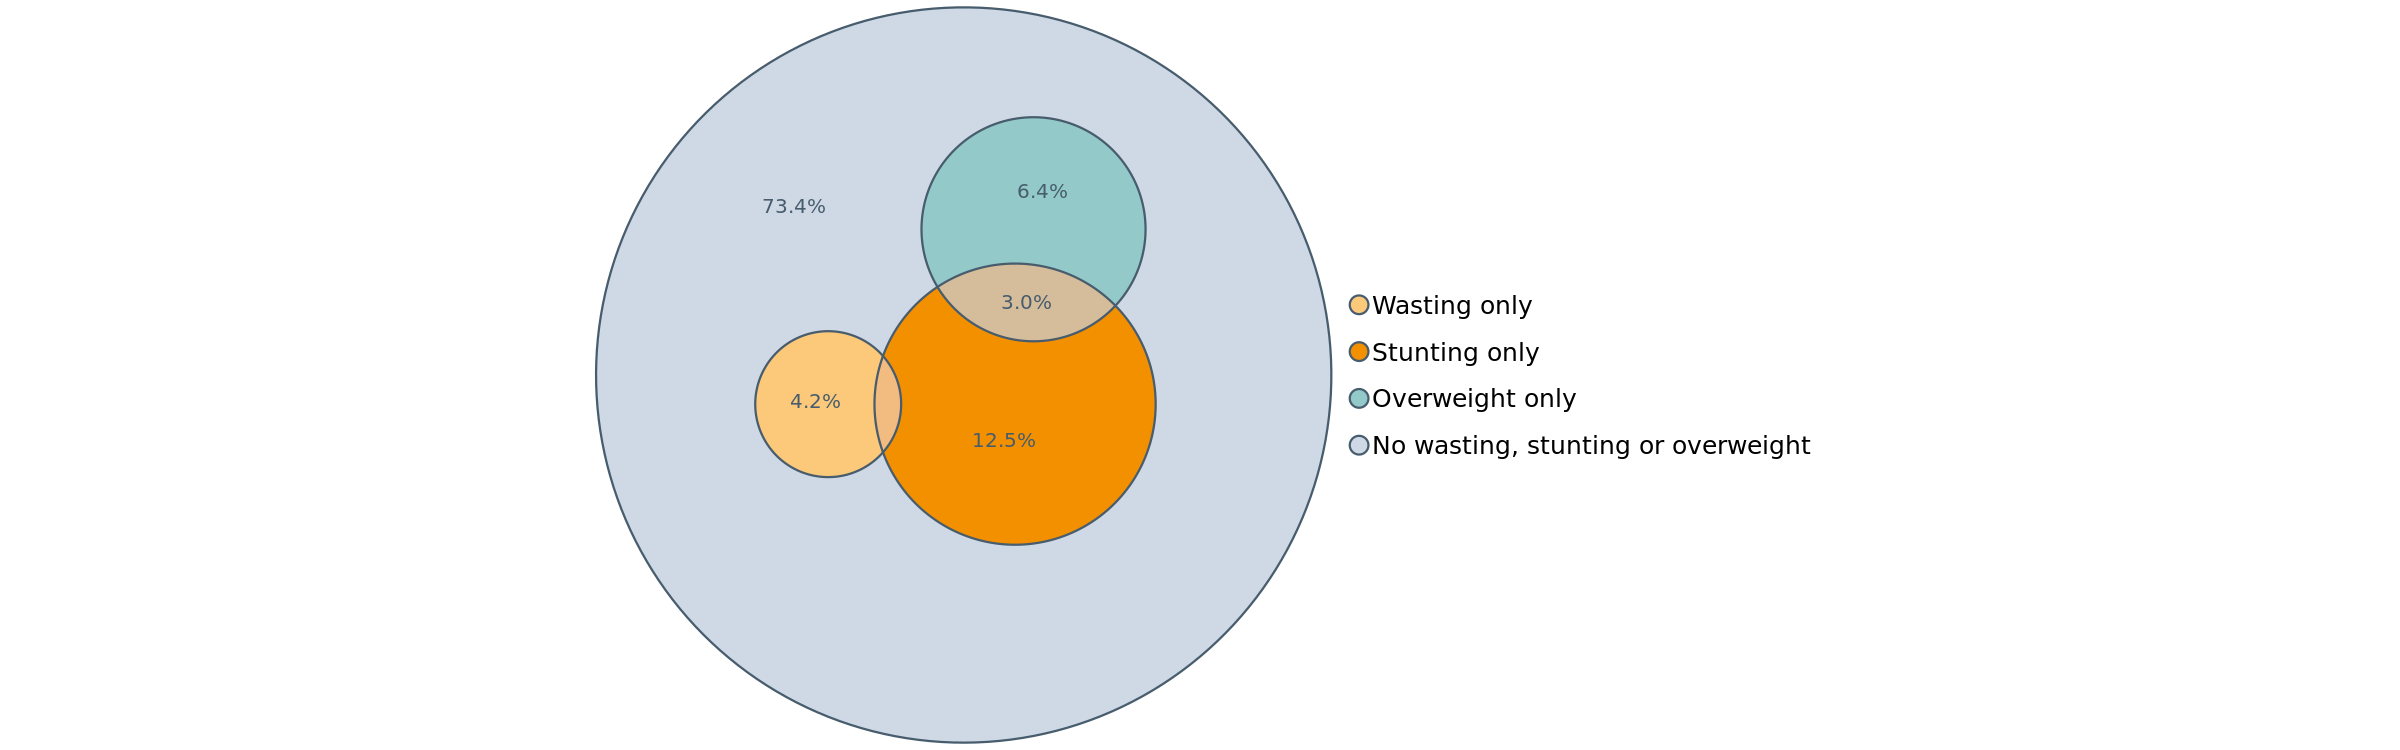 6.4%
73.4%
3.0%
4.2%
12.5%
Wasting only
Stunting only
Overweight only
No wasting, stunting or overweight